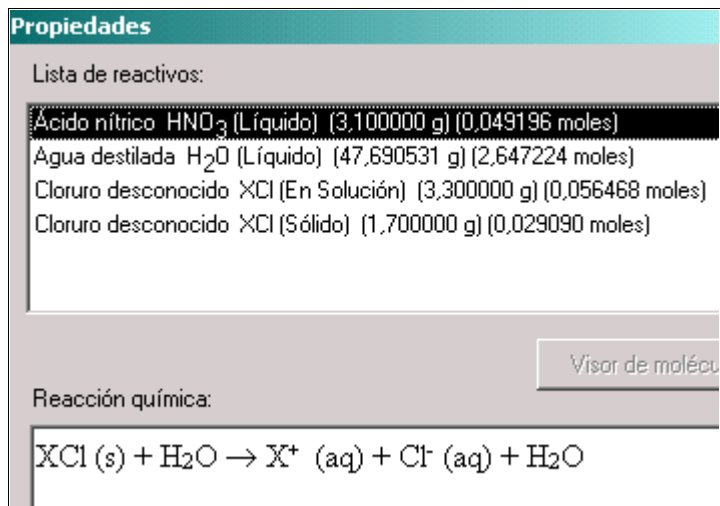 Propiedades
Lista de reactivos:
Ácido nítrico HNO3 (Líquido) (3,100000 g) (0,049196 moles)
Agua destilada H2O (Líquido) (47,690531 g) (2,647224 moles)
Cloruro desconocido XCl (En Solución) (3,300000 g) (0,056468 moles)
Cloruro desconocido XCl (Sólido) (1,700000 g) (0,029090 moles)
Visor de molécu
Reacción química:
XCl (s) + H2O → X⁺ (aq) + Cl⁻ (aq) + H2O